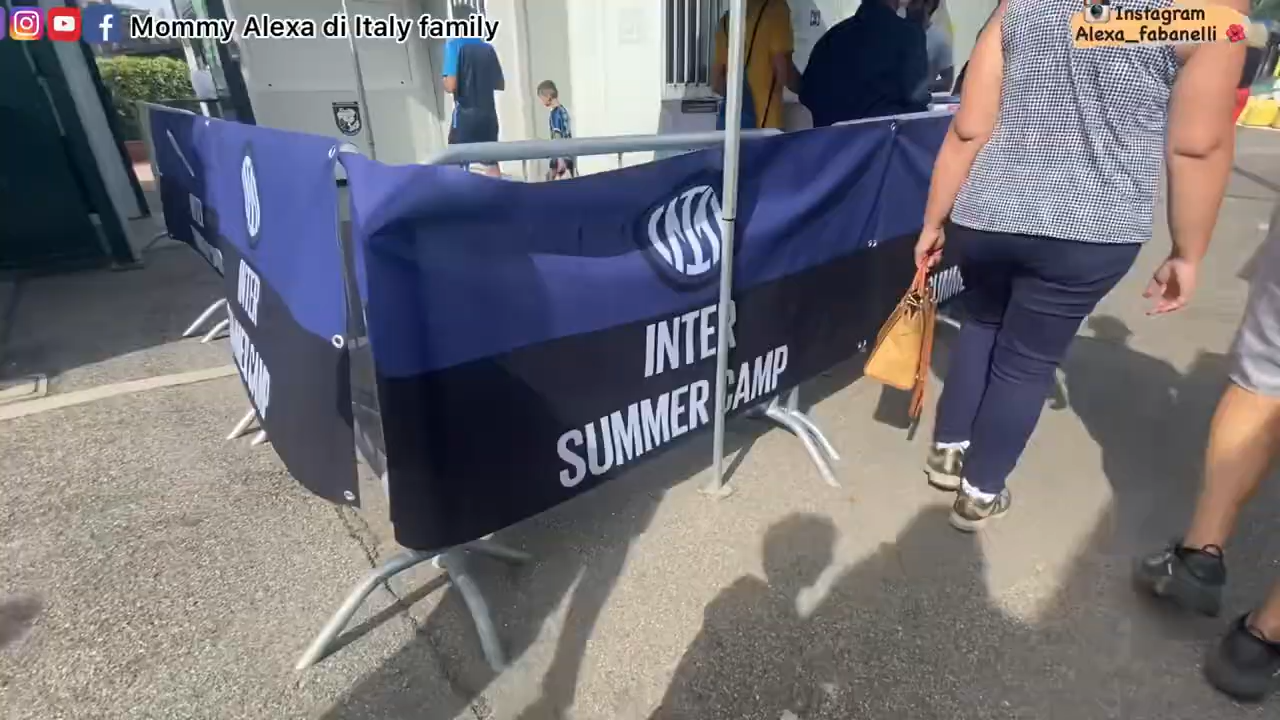 Mommy Alexa di Italy family
Instagram
Alexa_fabanelli
INTER
SUMMER CAMP
INTER
SUMMER CAMP